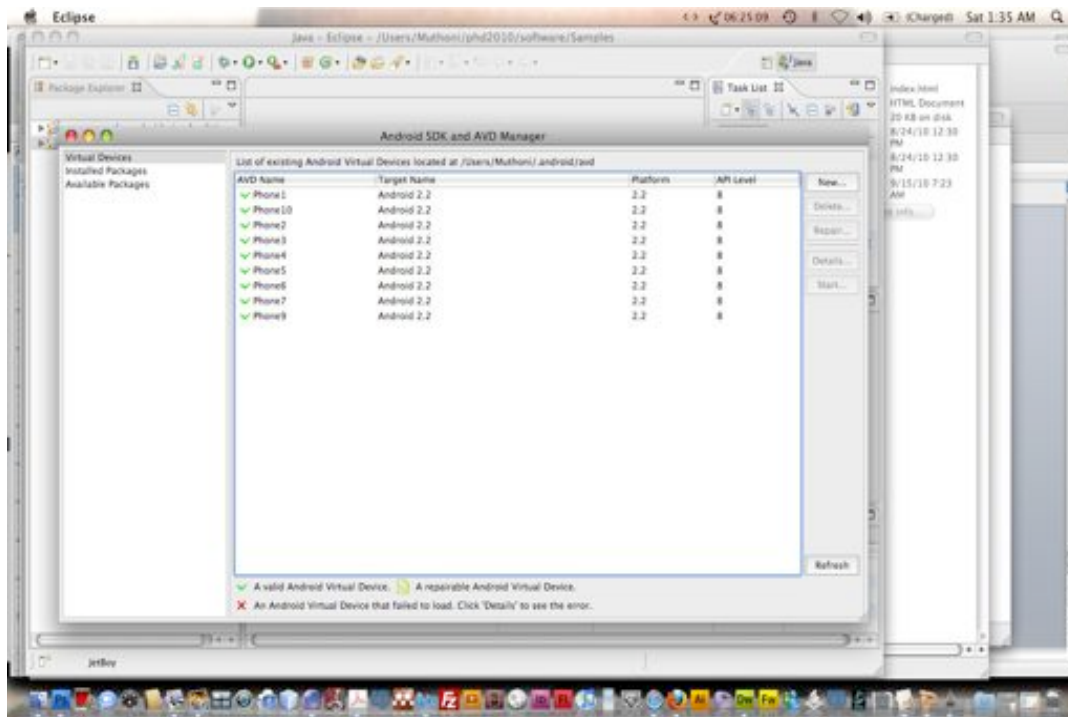 Eclipse
06:25:09 (Charged) Sat 1:35 AM
Java - Eclipse - /Users/Muthoni/phd2010/software/Samples
Java
Package Explorer
Task List
index.html
HTML Document
20 KB on disk
8/24/10 12:30
PM
8/24/10 12:30
PM
9/15/10 7:23
AM
Android SDK and AVD Manager
Virtual Devices
Installed Packages
Available Packages
List of existing Android Virtual Devices located at /Users/Muthoni/.android/avd
AVD Name Target Name Platform API Level
Phone1 Android 2.2 2.2 8
Phone10 Android 2.2 2.2 8
Phone2 Android 2.2 2.2 8
Phone3 Android 2.2 2.2 8
Phone4 Android 2.2 2.2 8
Phone5 Android 2.2 2.2 8
Phone6 Android 2.2 2.2 8
Phone7 Android 2.2 2.2 8
Phone9 Android 2.2 2.2 8
New...
Delete...
Repair...
Details...
Start...
Refresh
A valid Android Virtual Device. A repairable Android Virtual Device.
An Android Virtual Device that failed to load. Click 'Details' to see the error.
JetBoy